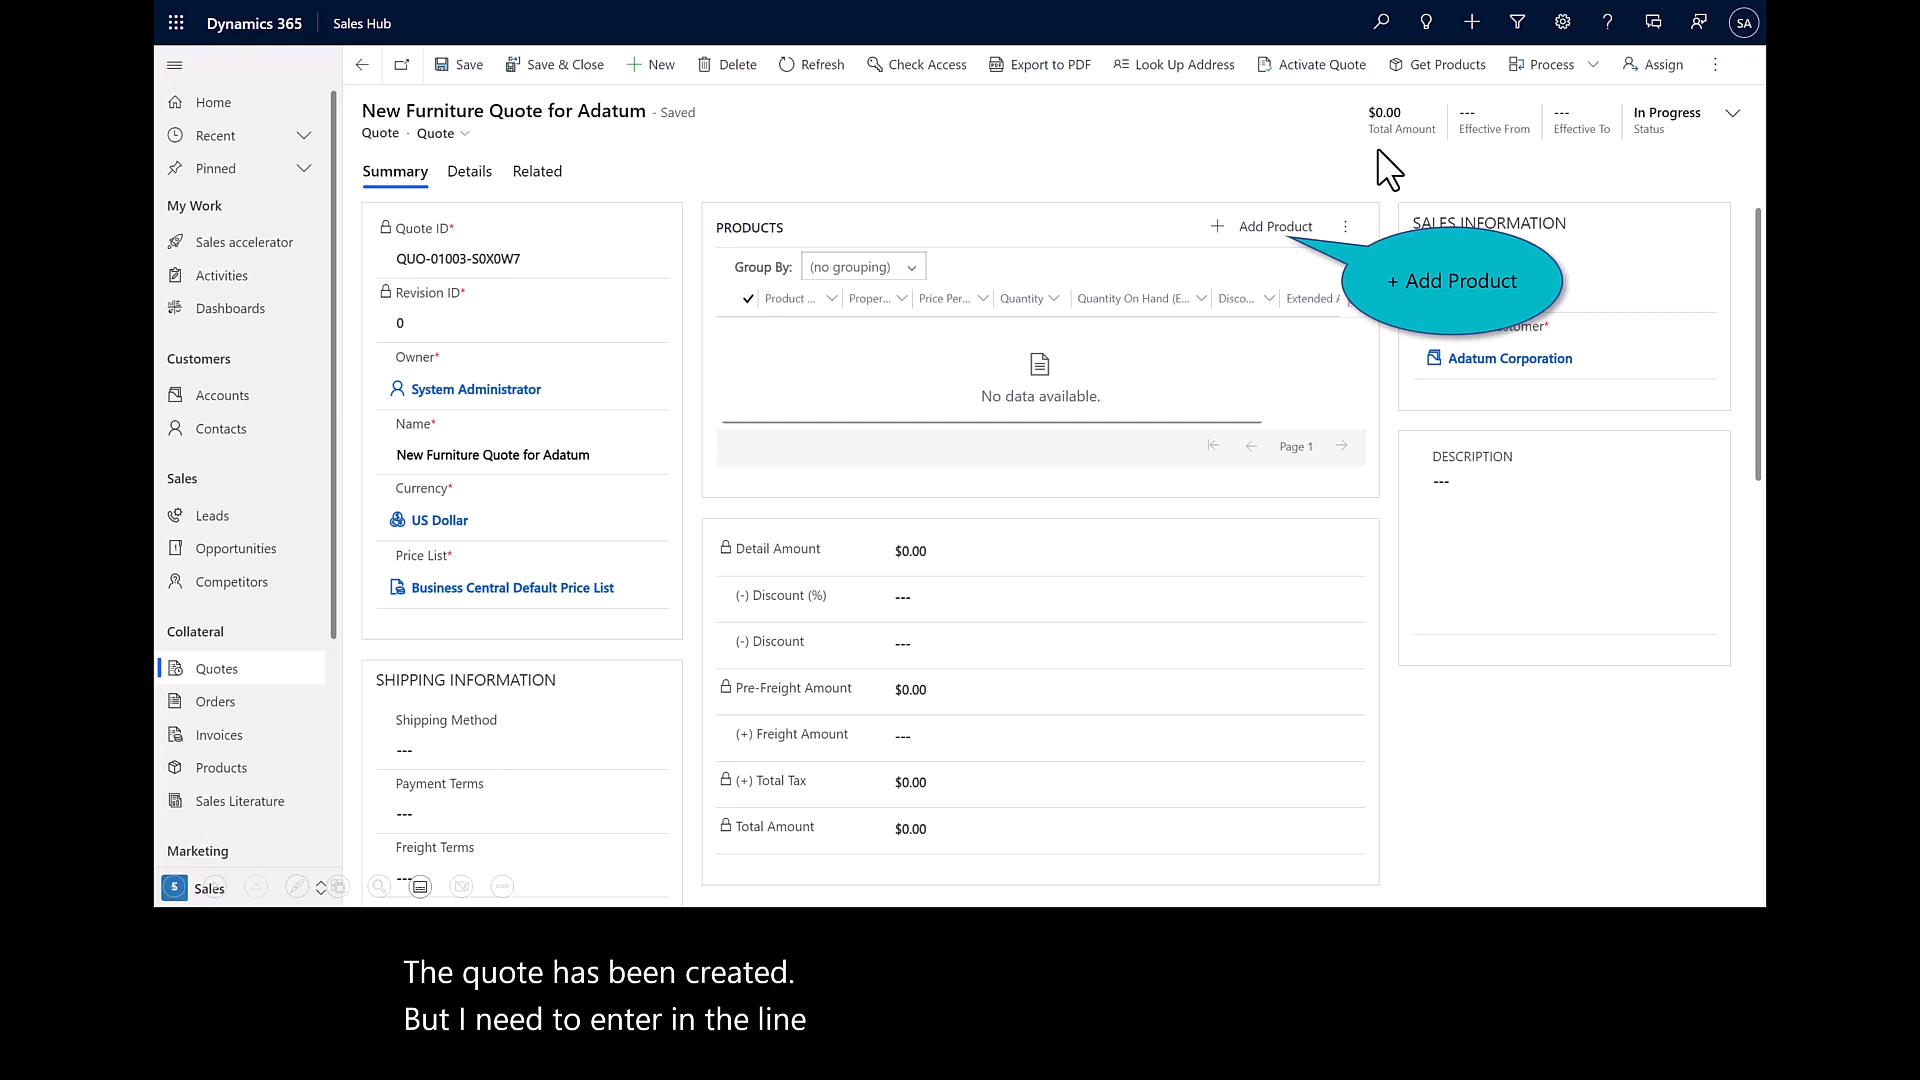 Dynamics 365
Sales Hub
SA
Save
Save & Close
New
Delete
Refresh
Check Access
Export to PDF
Look Up Address
Activate Quote
Get Products
Process
Assign
Home
Recent
Pinned
My Work
Sales accelerator
Activities
Dashboards
Customers
Accounts
Contacts
Sales
Leads
Opportunities
Competitors
Collateral
Quotes
Orders
Invoices
Products
Sales Literature
Marketing
S
Sales
New Furniture Quote for Adatum - Saved
Quote · Quote
$0.00
Total Amount
---
Effective From
---
Effective To
In Progress
Status
Summary
Details
Related
Quote ID*
QUO-01003-S0X0W7
Revision ID*
0
Owner*
System Administrator
Name*
New Furniture Quote for Adatum
Currency*
US Dollar
Price List*
Business Central Default Price List
SHIPPING INFORMATION
Shipping Method
---
Payment Terms
---
Freight Terms
---
PRODUCTS
+ Add Product
Group By: (no grouping)
Product ...
Proper...
Price Per...
Quantity
Quantity On Hand (E...
Disco...
Extended
No data available.
Page 1
Detail Amount $0.00
(-) Discount (%) ---
(-) Discount ---
Pre-Freight Amount $0.00
(+) Freight Amount ---
(+) Total Tax $0.00
Total Amount $0.00
SALES INFORMATION
+ Add Product
Adatum Corporation
DESCRIPTION
---
The quote has been created.
But I need to enter in the line